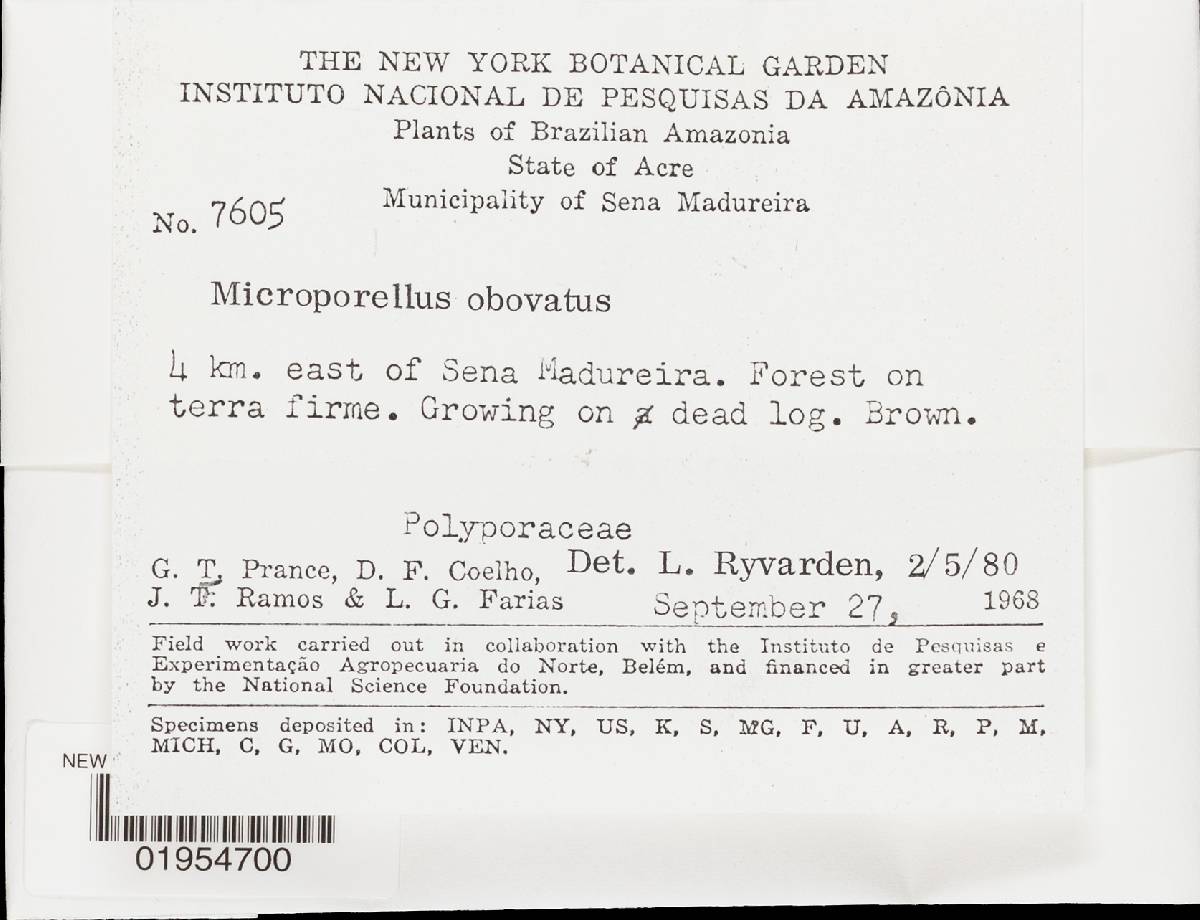 THE NEW YORK BOTANICAL GARDEN
INSTITUTO NACIONAL DE PESQUISAS DA AMAZÔNIA
Plants of Brazilian Amazonia
State of Acre
Municipality of Sena Madureira
No. 7605
Microporellus obovatus
4 km. east of Sena Madureira. Forest on
terra firme. Growing on dead log. Brown.
Polyporaceae
G. T. Prance, D. F. Coelho, Det. L. Ryvarden, 2/5/80
J. F. Ramos & L. G. Farias September 27, 1968
Field work carried out in collaboration with the Instituto de Pesquisas e
Experimentação Agropecuaria do Norte, Belém, and financed in greater part
by the National Science Foundation.
Specimens deposited in: INPA, NY, US, K, S, MG, F, U, A, R, P, M,
MICH, C, G, MO, COL, VEN.
NEW
01954700